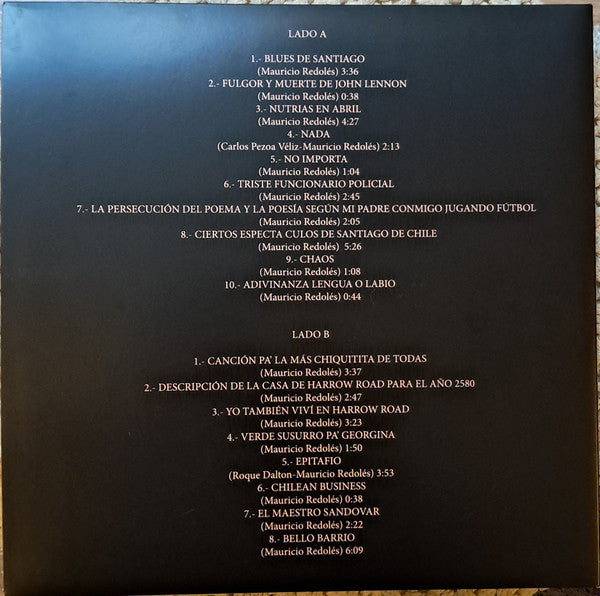 LADO A
1.- BLUES DE SANTIAGO
(Mauricio Redolés) 3:36
2.- FULGOR Y MUERTE DE JOHN LENNON
(Mauricio Redolés) 0:38
3.- NUTRIAS EN ABRIL
(Mauricio Redolés) 4:27
4.- NADA
(Carlos Pezoa Véliz-Mauricio Redolés) 2:13
5.- NO IMPORTA
(Mauricio Redolés) 1:04
6.- TRISTE FUNCIONARIO POLICIAL
(Mauricio Redolés) 2:45
7.- LA PERSECUCIÓN DEL POEMA Y LA POESÍA SEGÚN MI PADRE CONMIGO JUGANDO FÚTBOL
(Mauricio Redolés) 2:05
8.- CIERTOS ESPECTA CULOS DE SANTIAGO DE CHILE
(Mauricio Redolés) 5:26
9.- CHAOS
(Mauricio Redolés) 1:08
10.- ADIVINANZA LENGUA O LABIO
(Mauricio Redolés) 0:44
LADO B
1.- CANCIÓN PA' LA MÁS CHIQUITITA DE TODAS
(Mauricio Redolés) 3:37
2.- DESCRIPCIÓN DE LA CASA DE HARROW ROAD PARA EL AÑO 2580
(Mauricio Redolés) 2:47
3.- YO TAMBIÉN VIVÍ EN HARROW ROAD
(Mauricio Redolés) 3:23
4.- VERDE SUSURRO PA' GEORGINA
(Mauricio Redolés) 1:50
5.- EPITAFIO
(Roque Dalton-Mauricio Redolés) 3:53
6.- CHILEAN BUSINESS
(Mauricio Redolés) 0:38
7.- EL MAESTRO SANDOVAR
(Mauricio Redolés) 2:22
8.- BELLO BARRIO
(Mauricio Redolés) 6:09